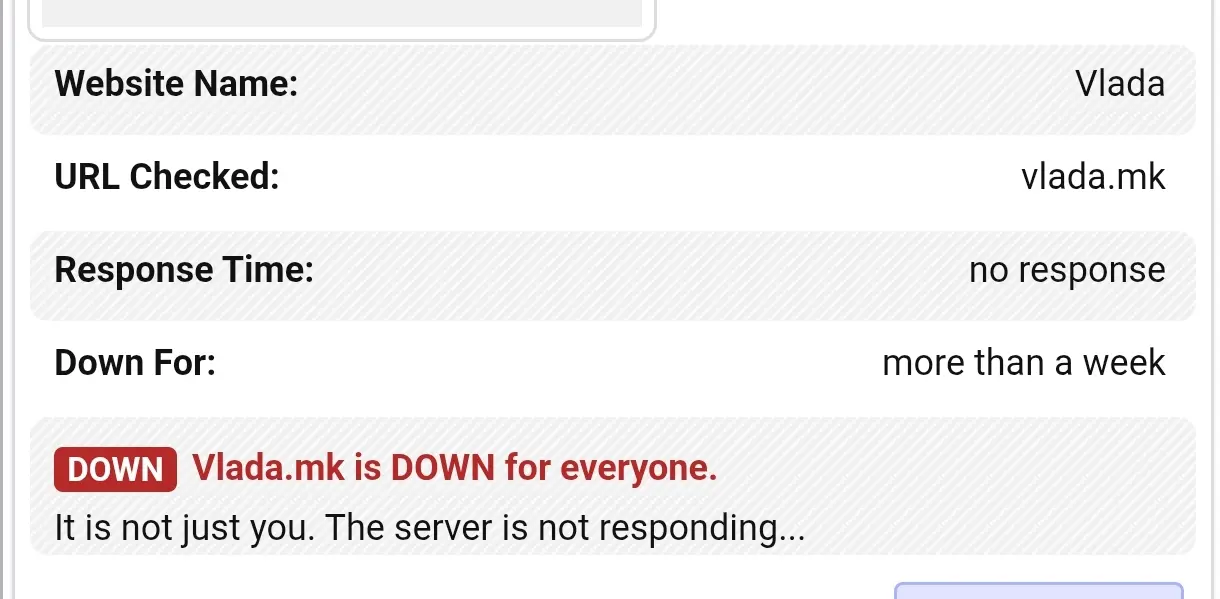 Website Name: Vlada
URL Checked: vlada.mk
Response Time: no response
Down For: more than a week
DOWN Vlada.mk is DOWN for everyone.
It is not just you. The server is not responding...